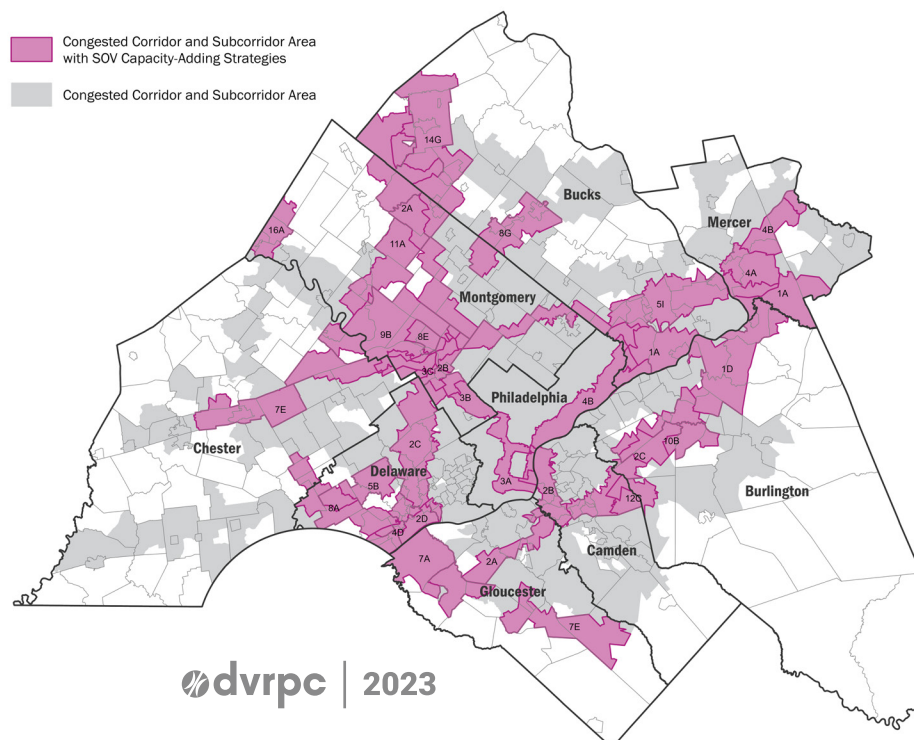 Congested Corridor and Subcorridor Area
with SOV Capacity-Adding Strategies
Congested Corridor and Subcorridor Area
14G
Bucks
2A
16A
8G
Mercer
4B
11A
4A
1A
Montgomery
5I
9B
8E
1A
2B
3C
1D
3B
Philadelphia
4B
7E
Chester
2C
10B
2C
Delaware
5B
3A
2B
12C
Burlington
8A
2D
4D
Camden
7A
2A
Gloucester
7E
dvrpc | 2023